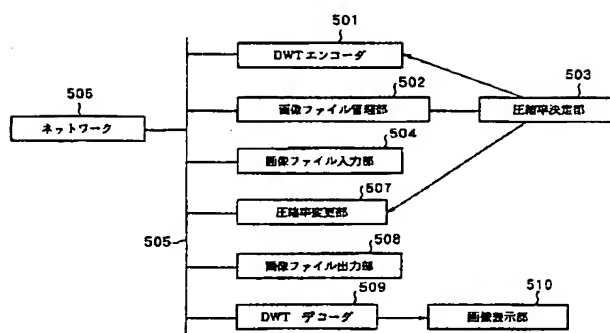 501
DWTエンコーダ
502
503
506
画像ファイル管理部
圧縮率決定部
ネットワーク
504
画像ファイル入力部
507
圧縮率変更部
505
508
画像ファイル出力部
509
510
DWT デコーダ
画像表示部